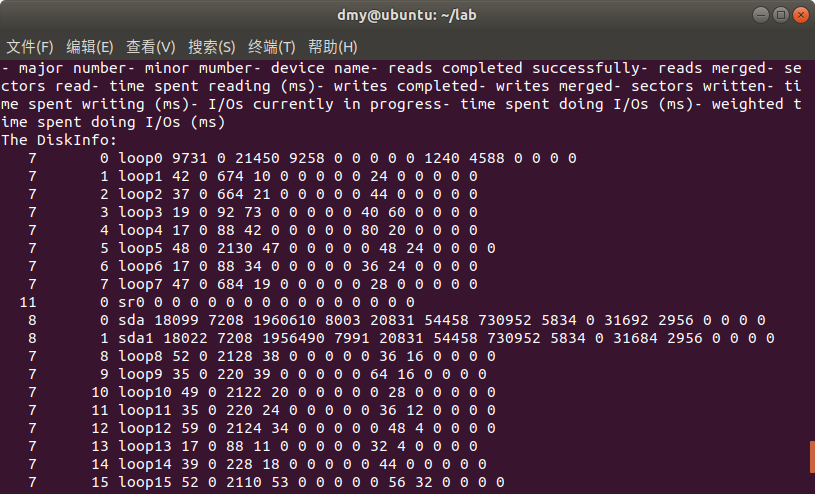 dmy@ubuntu: ~/lab
文件(F) 编辑(E) 查看(V) 搜索(S) 终端(T) 帮助(H)
- major number- minor mumber- device name- reads completed successfully- reads merged- se
ctors read- time spent reading (ms)- writes completed- writes merged- sectors written- ti
me spent writing (ms)- I/Os currently in progress- time spent doing I/Os (ms)- weighted t
ime spent doing I/Os (ms)
The DiskInfo:
7 0 loop0 9731 0 21450 9258 0 0 0 0 0 1240 4588 0 0 0 0
7 1 loop1 42 0 674 10 0 0 0 0 0 24 0 0 0 0 0
7 2 loop2 37 0 664 21 0 0 0 0 0 44 0 0 0 0 0
7 3 loop3 19 0 92 73 0 0 0 0 0 40 60 0 0 0 0
7 4 loop4 17 0 88 42 0 0 0 0 0 80 20 0 0 0 0
7 5 loop5 48 0 2130 47 0 0 0 0 0 48 24 0 0 0 0
7 6 loop6 17 0 88 34 0 0 0 0 0 36 24 0 0 0 0
7 7 loop7 47 0 684 19 0 0 0 0 0 28 0 0 0 0 0
11 0 sr0 0 0 0 0 0 0 0 0 0 0 0 0 0 0 0
8 0 sda 18099 7208 1960610 8003 20831 54458 730952 5834 0 31692 2956 0 0 0 0
8 1 sda1 18022 7208 1956490 7991 20831 54458 730952 5834 0 31684 2956 0 0 0 0
7 8 loop8 52 0 2128 38 0 0 0 0 0 36 16 0 0 0 0
7 9 loop9 35 0 220 39 0 0 0 0 0 64 16 0 0 0 0
7 10 loop10 49 0 2122 20 0 0 0 0 0 28 0 0 0 0 0
7 11 loop11 35 0 220 24 0 0 0 0 0 36 12 0 0 0 0
7 12 loop12 59 0 2124 34 0 0 0 0 0 48 4 0 0 0 0
7 13 loop13 17 0 88 11 0 0 0 0 0 32 4 0 0 0 0
7 14 loop14 39 0 228 18 0 0 0 0 0 44 0 0 0 0 0
7 15 loop15 52 0 2110 53 0 0 0 0 0 56 32 0 0 0 0